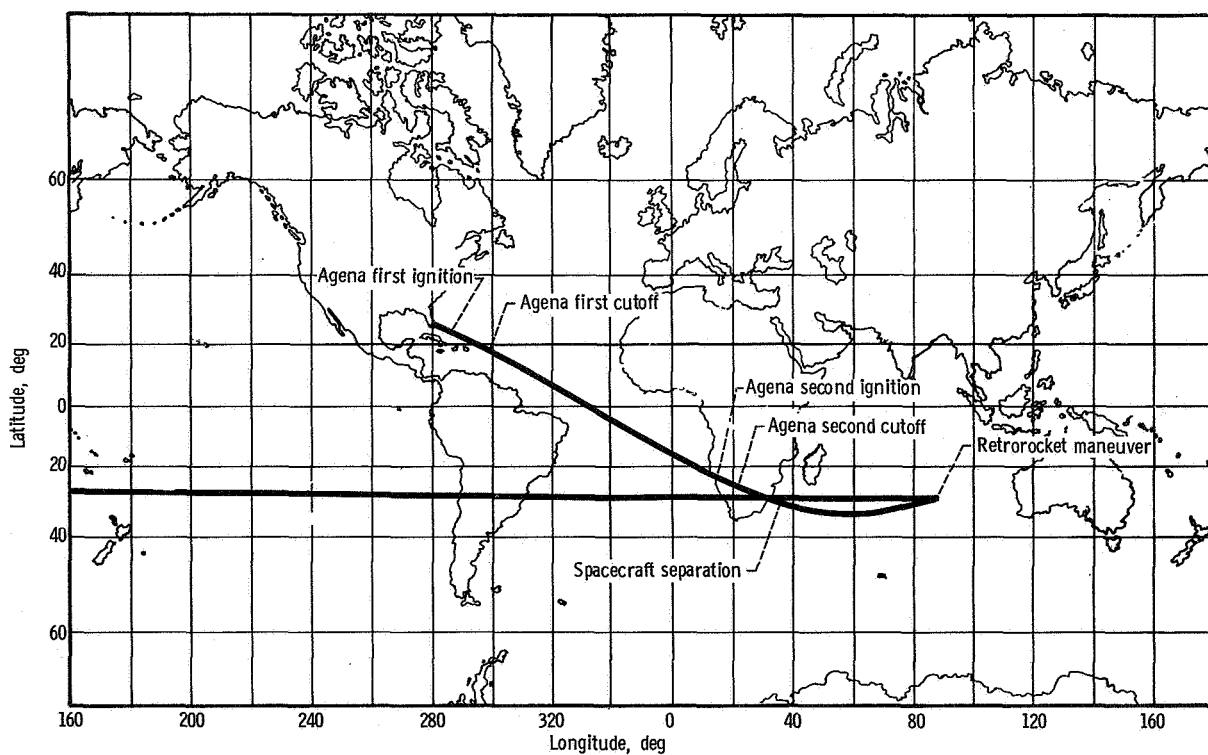 60
40
Agena first ignition
Agena first cutoff
20
Agena second ignition
0
Agena second cutoff
Retrorocket maneuver
20
40
Spacecraft separation
60
Latitude, deg
160 200 240 280 320 0 40 80 120 160
Longitude, deg